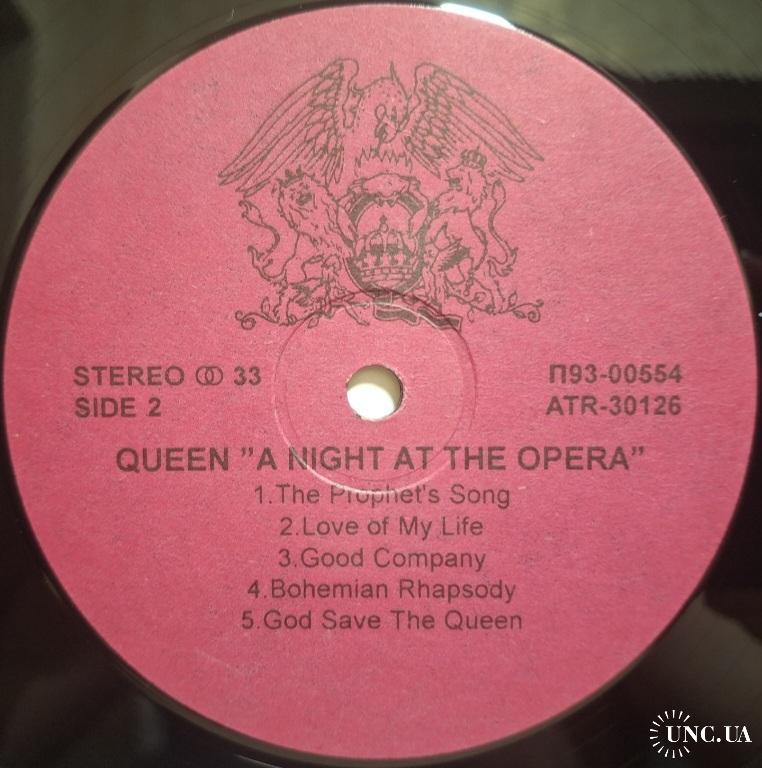 STEREO 33
SIDE 2
П93-00554
ATR-30126
QUEEN ”A NIGHT AT THE OPERA”
1.The Prophet's Song
2.Love of My Life
3.Good Company
4.Bohemian Rhapsody
5.God Save The Queen
UNC.UA